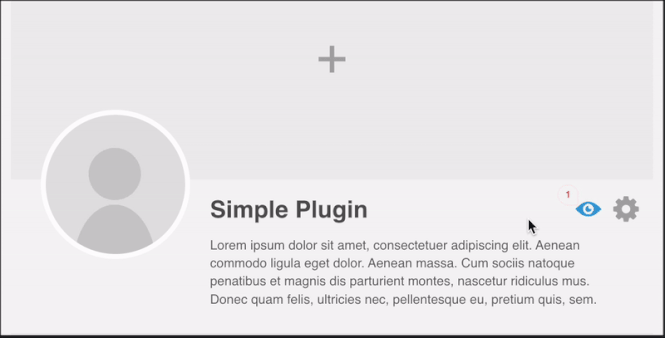 1
Simple Plugin
Lorem ipsum dolor sit amet, consectetuer adipiscing elit. Aenean
commodo ligula eget dolor. Aenean massa. Cum sociis natoque
penatibus et magnis dis parturient montes, nascetur ridiculus mus.
Donec quam felis, ultricies nec, pellentesque eu, pretium quis, sem.